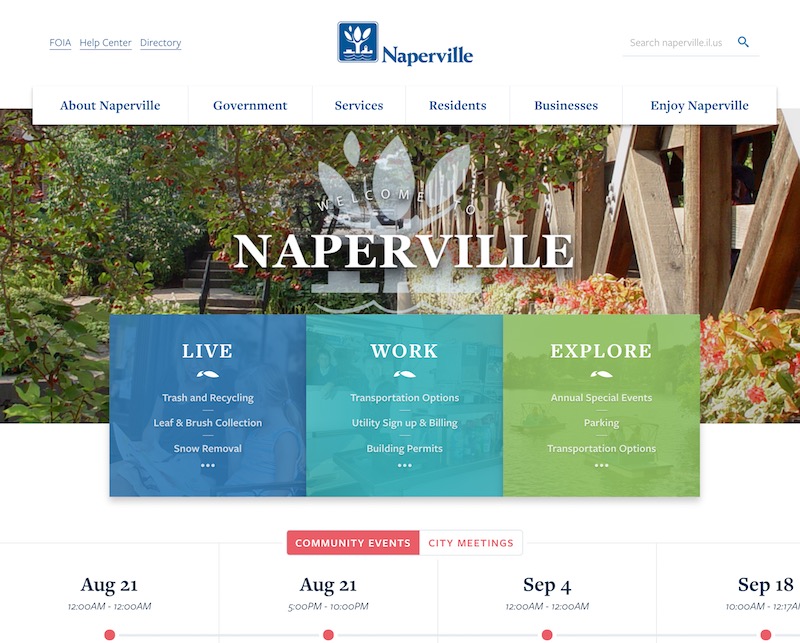 FOIA Help Center Directory
Naperville
Search naperville.il.us
About Naperville Government Services Residents Businesses Enjoy Naperville
WELCOME TO
NAPERVILLE
LIVE
Trash and Recycling
Leaf & Brush Collection
Snow Removal
WORK
Transportation Options
Utility Sign up & Billing
Building Permits
EXPLORE
Annual Special Events
Parking
Transportation Options
COMMUNITY EVENTS CITY MEETINGS
Aug 21
12:00AM - 12:00AM
Aug 21
5:00PM - 10:00PM
Sep 4
12:00AM - 12:00AM
Sep 18
10:00AM - 12:17A